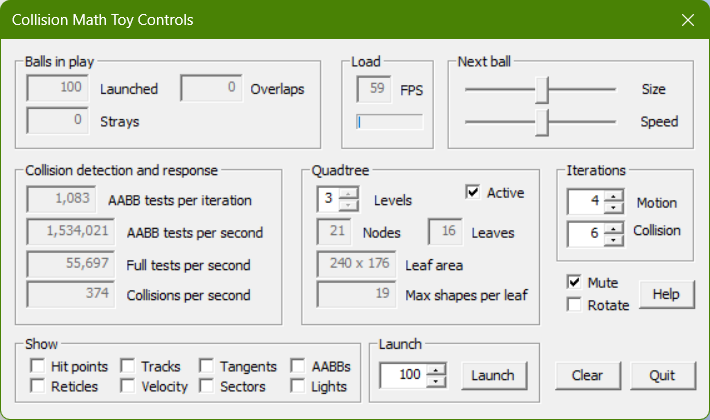 Collision Math Toy Controls
Balls in play
100 Launched 0 Overlaps
0 Strays
Load
59 FPS
Next ball
Size
Speed
Collision detection and response
1,083 AABB tests per iteration
1,534,021 AABB tests per second
55,697 Full tests per second
374 Collisions per second
Quadtree
3 Levels Active
21 Nodes 16 Leaves
240 x 176 Leaf area
19 Max shapes per leaf
Iterations
4 Motion
6 Collision
Mute
Rotate
Help
Show
Hit points Tracks Tangents AABBs
Reticles Velocity Sectors Lights
Launch
100 Launch
Clear Quit